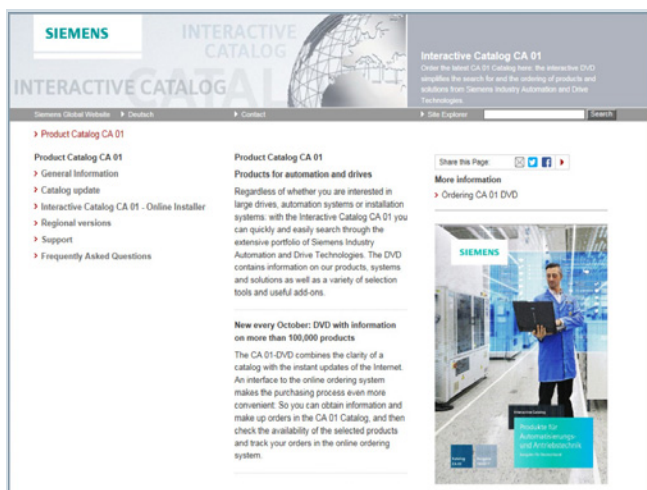 SIEMENS
INTERACTIVE
CATALOG
CATALOG
INTERACTIVE CATALOG
Interactive Catalog CA 01
Order the latest CA 01 Catalog here: the interactive DVD
simplifies the search for and the ordering of products and
solutions from Siemens Industry Automation and Drive
Technologies.
Siemens Global Website Deutsch Contact Site Explorer Search
Product Catalog CA 01
Product Catalog CA 01
General Information
Catalog update
Interactive Catalog CA 01 - Online Installer
Regional versions
Support
Frequently Asked Questions
Product Catalog CA 01
Products for automation and drives
Regardless of whether you are interested in
large drives, automation systems or installation
systems: with the Interactive Catalog CA 01 you
can quickly and easily search through the
extensive portfolio of Siemens Industry
Automation and Drive Technologies. The DVD
contains information on our products, systems
and solutions as well as a variety of selection
tools and useful add-ons.
New every October: DVD with information
on more than 100,000 products
The CA 01-DVD combines the clarity of a
catalog with the instant updates of the Internet.
An interface to the online ordering system
makes the purchasing process even more
convenient: So you can obtain information and
make up orders in the CA 01 Catalog, and then
check the availability of the selected products
and track your orders in the online ordering
system.
Share this Page:
More information
Ordering CA 01 DVD
SIEMENS
Produkte für
Automatisierungs-
und Antriebstechnik